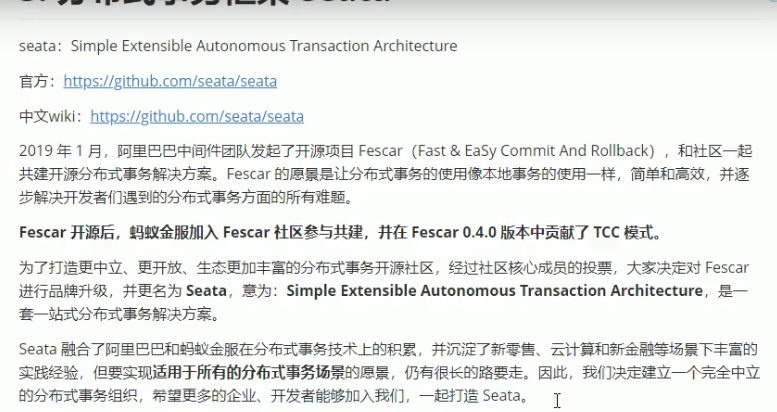 分布式事务框架 Seata
seata：Simple Extensible Autonomous Transaction Architecture
官方：https://github.com/seata/seata
中文wiki：https://github.com/seata/seata
2019 年 1 月，阿里巴巴中间件团队发起了开源项目 Fescar（Fast & EaSy Commit And Rollback），和社区一起
共建开源分布式事务解决方案。Fescar 的愿景是让分布式事务的使用像本地事务的使用一样，简单和高效，并逐
步解决开发者们遇到的分布式事务方面的所有难题。
Fescar 开源后，蚂蚁金服加入 Fescar 社区参与共建，并在 Fescar 0.4.0 版本中贡献了 TCC 模式。
为了打造更中立、更开放、生态更加丰富的分布式事务开源社区，经过社区核心成员的投票，大家决定对 Fescar
进行品牌升级，并更名为 Seata，意为：Simple Extensible Autonomous Transaction Architecture，是一
套一站式分布式事务解决方案。
Seata 融合了阿里巴巴和蚂蚁金服在分布式事务技术上的积累，并沉淀了新零售、云计算和新金融等场景下丰富的
实践经验，但要实现适用于所有的分布式事务场景的愿景，仍有很长的路要走。因此，我们决定建立一个完全中立
的分布式事务组织，希望更多的企业、开发者能够加入我们，一起打造 Seata。